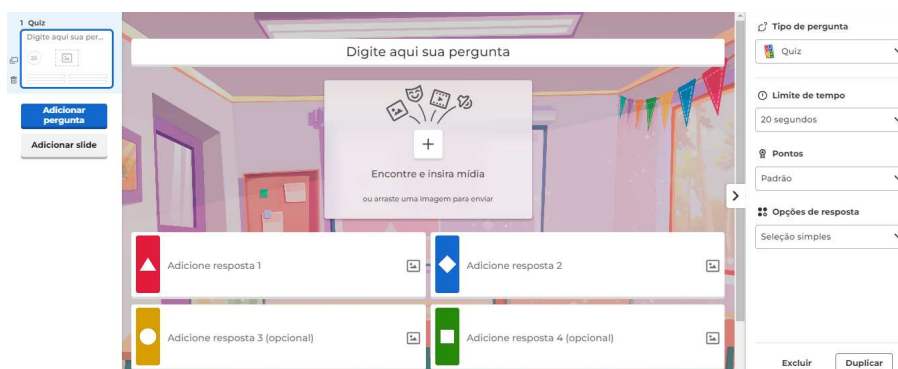 1 Quiz
Digite aqui sua per...
20
Adicionar
pergunta
Adicionar slide
Digite aqui sua pergunta
Encontre e insira mídia
ou arraste uma imagem para enviar
Adicione resposta 1
Adicione resposta 2
Adicione resposta 3 (opcional)
Adicione resposta 4 (opcional)
Tipo de pergunta
Quiz
Limite de tempo
20 segundos
Pontos
Padrão
Opções de resposta
Seleção simples
Excluir
Duplicar